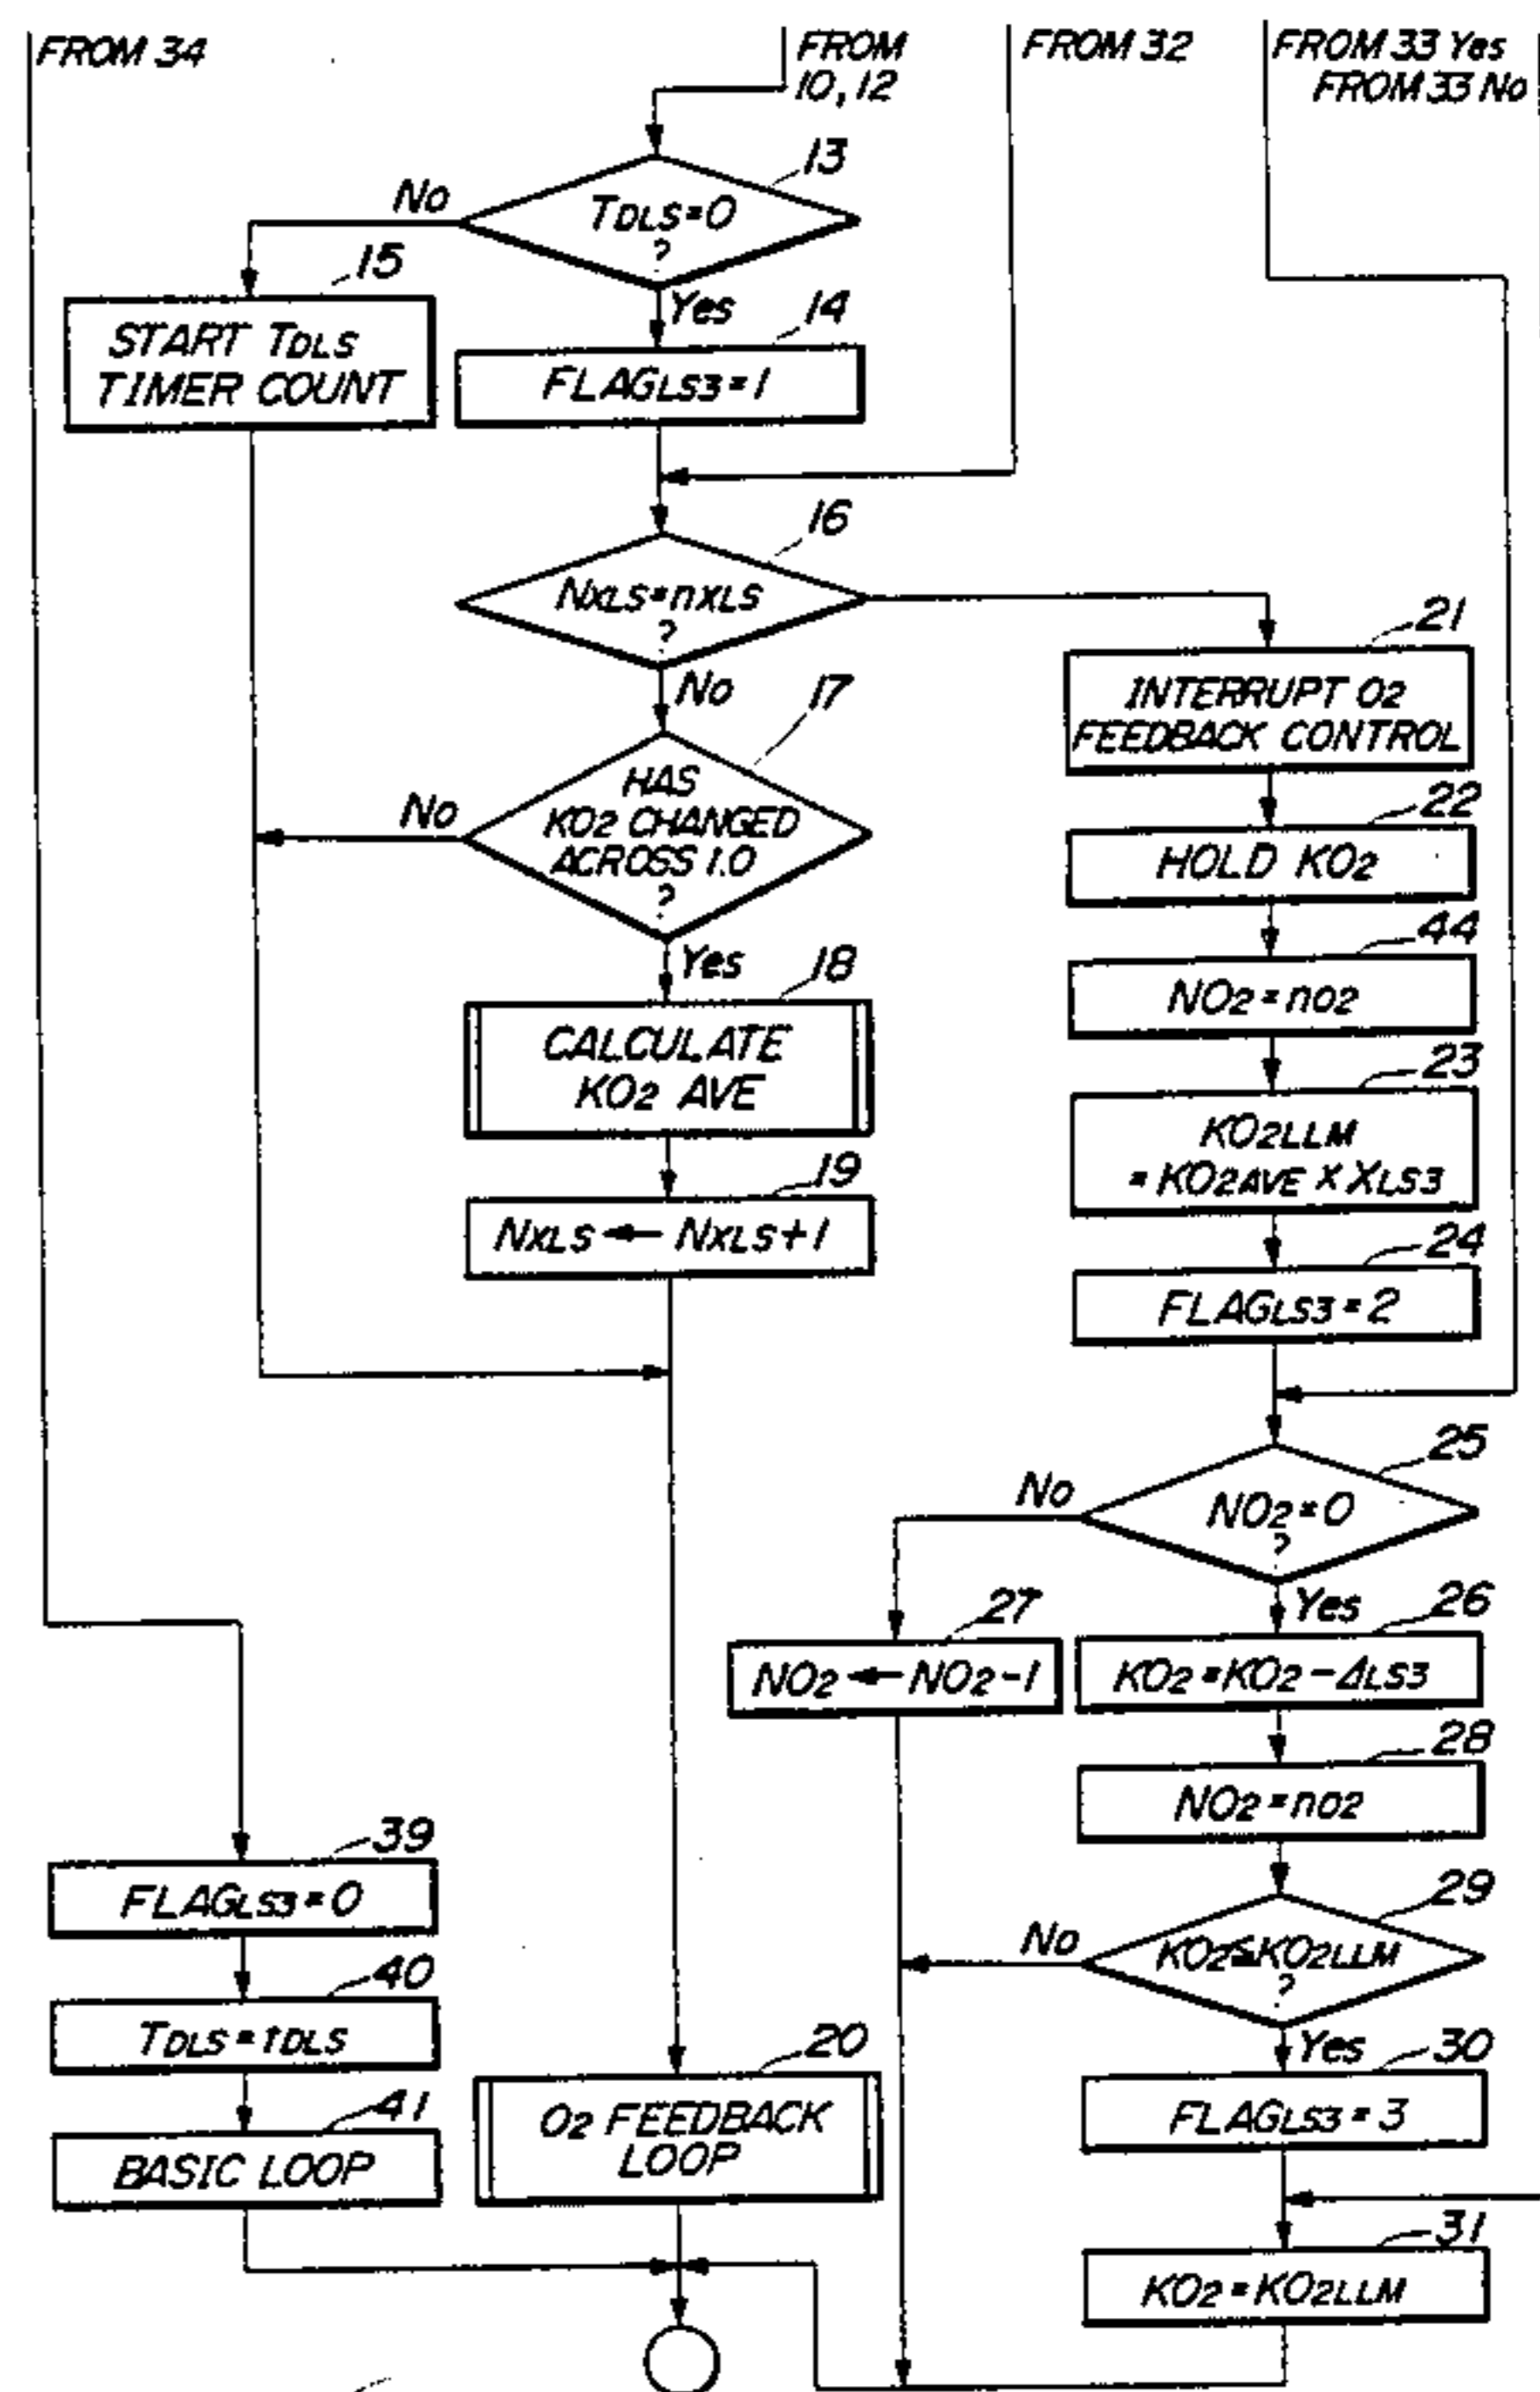 FROM 34
FROM
10, 12
FROM 32
FROM 33 Yes
FROM 33 No
13
TDLS=0
?
No
Yes
15
START TDLS
TIMER COUNT
14
FLAGLS3=1
16
NXLS=nXLS
?
No
17
HAS
KO2 CHANGED
ACROSS 1.0
?
No
Yes
18
CALCULATE
KO2 AVE
19
NXLS ← NXLS+1
21
INTERRUPT O2
FEEDBACK CONTROL
22
HOLD KO2
44
NO2=nO2
23
KO2LLM
=KO2AVE × XLS3
24
FLAGLS3=2
25
NO2=0
?
No
Yes
27
NO2 ← NO2-1
26
KO2=KO2-ΔLS3
28
NO2=nO2
29
KO2≦KO2LLM
?
No
Yes
30
FLAGLS3=3
31
KO2=KO2LLM
39
FLAGLS3=0
40
TDLS=tDLS
41
BASIC LOOP
20
O2 FEEDBACK
LOOP